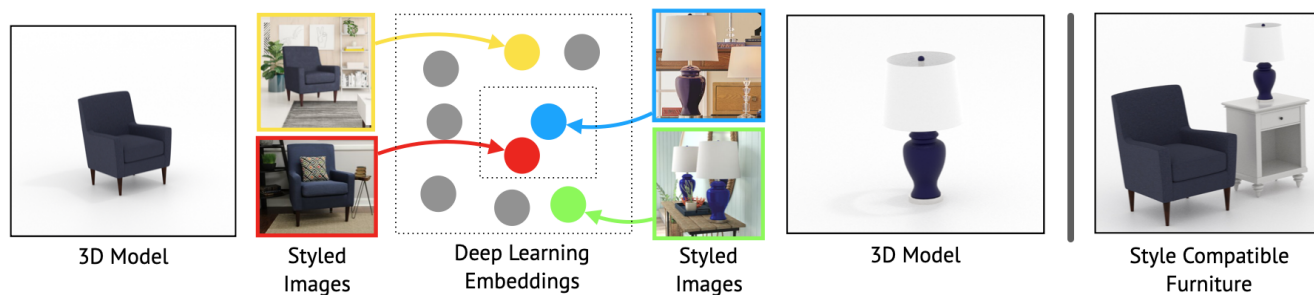 3D Model
Styled
Images
Deep Learning
Embeddings
Styled
Images
3D Model
Style Compatible
Furniture